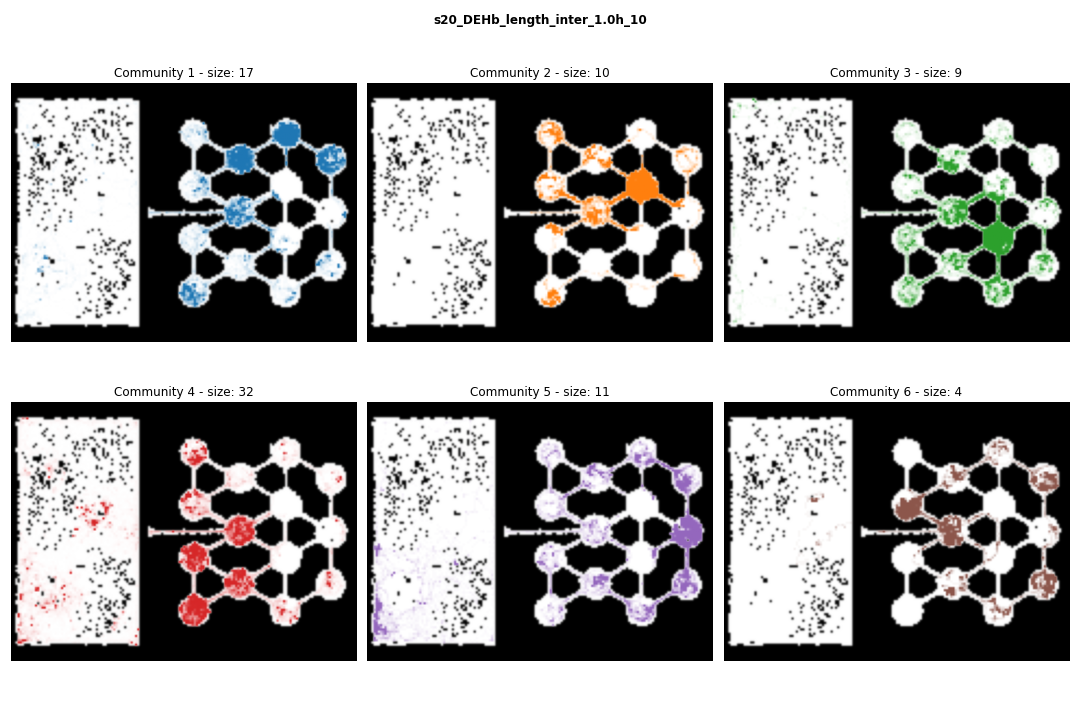 s20_DEHb_length_inter_1.0h_10
Community 1 - size: 17
Community 2 - size: 10
Community 3 - size: 9
Community 4 - size: 32
Community 5 - size: 11
Community 6 - size: 4